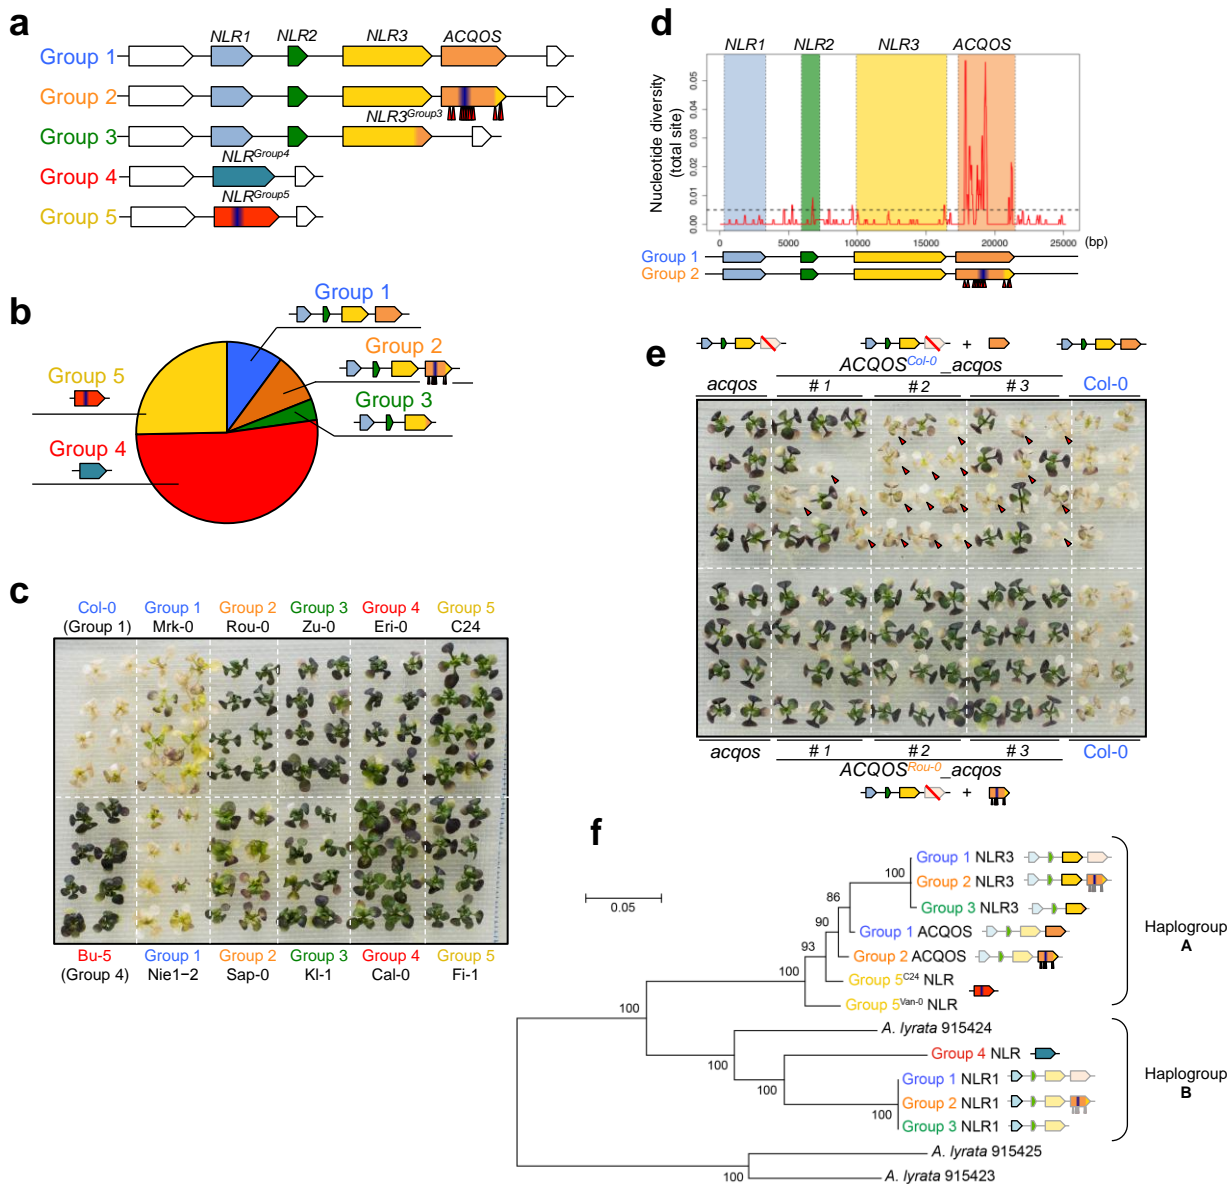 a
NLR1 NLR2 NLR3 ACQOS
Group 1
Group 2
NLR3Group3
Group 3
NLRGroup4
Group 4
NLRGroup5
Group 5
b
Group 1
Group 2
Group 3
Group 5
Group 4
c
Col-0 Group 1 Group 2 Group 3 Group 4 Group 5
(Group 1) Mrk-0 Rou-0 Zu-0 Eri-0 C24
Bu-5 Group 1 Group 2 Group 3 Group 4 Group 5
(Group 4) Nie1−2 Sap-0 Kl-1 Cal-0 Fi-1
d
NLR1 NLR2 NLR3 ACQOS
Nucleotide diversity
(total site)
0.05
0.04
0.03
0.02
0.01
0.00
0 5000 10000 15000 20000 25000 (bp)
Group 1
Group 2
e
+
ACQOSCol-0_acqos
acqos #1 #2 #3 Col-0
acqos #1 #2 #3 Col-0
ACQOSRou-0_acqos
+
f
0.05
Group 1 NLR3
100
Group 2 NLR3
86
Group 3 NLR3
90
Group 1 ACQOS
93
Group 2 ACQOS
100
Group 5C24 NLR
Group 5Van-0 NLR
Haplogroup
A
100
A. lyrata 915424
100
Group 4 NLR
100
Group 1 NLR1
Group 2 NLR1
100
Group 3 NLR1
Haplogroup
B
A. lyrata 915425
100
A. lyrata 915423